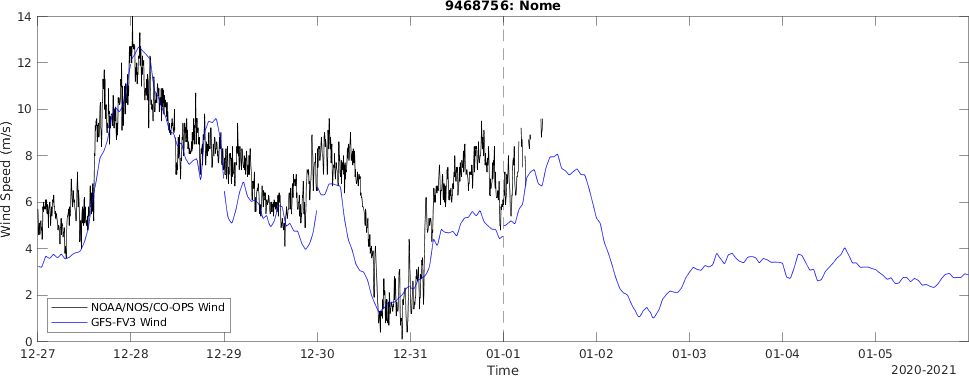 9468756: Nome
14
12
10
8
6
4
2
0
Wind Speed (m/s)
NOAA/NOS/CO-OPS Wind
GFS-FV3 Wind
12-27 12-28 12-29 12-30 12-31 01-01 01-02 01-03 01-04 01-05
Time
2020-2021